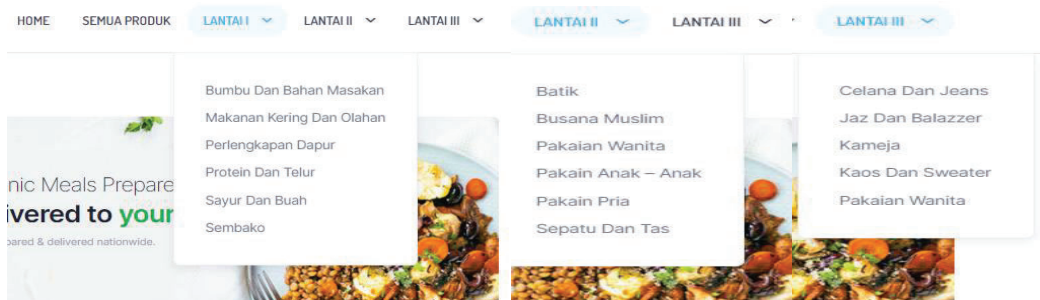 HOME SEMUA PRODUK LANTAI I LANTAI II LANTAI III LANTAI II LANTAI III LANTAI III
Bumbu Dan Bahan Masakan
Makanan Kering Dan Olahan
Perlengkapan Dapur
Protein Dan Telur
Sayur Dan Buah
Sembako
Batik
Busana Muslim
Pakaian Wanita
Pakain Anak – Anak
Pakain Pria
Sepatu Dan Tas
Celana Dan Jeans
Jaz Dan Balazzer
Kameja
Kaos Dan Sweater
Pakaian Wanita
nic Meals Prepare
ivered to your
pared & delivered nationwide.